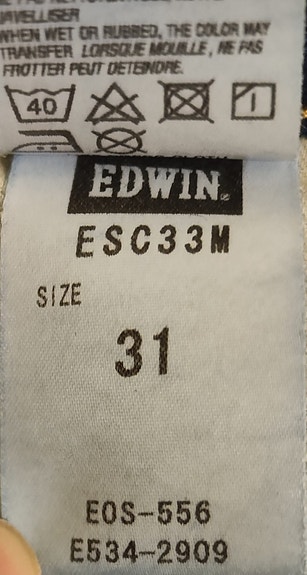 JAVELLISER
WHEN WET OR RUBBED, THE COLOR MAY
TRANSFER LORSQUE MOUILLE, NE PAS
FROTTER PEUT DETEINDRE.
40
EDWIN.
ESC33M
SIZE
31
EOS-556
E534-2909